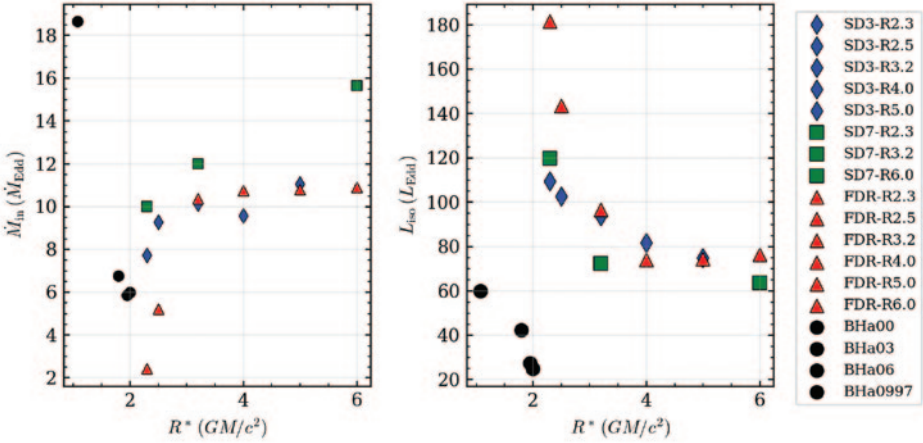 18
16
14
12
10
8
6
4
2
Ṁin (ṀEdd)
2
4
6
R* (GM/c²)
180
160
140
120
100
80
60
40
20
Liso (LEdd)
2
4
6
R* (GM/c²)
SD3-R2.3
SD3-R2.5
SD3-R3.2
SD3-R4.0
SD3-R5.0
SD7-R2.3
SD7-R3.2
SD7-R6.0
FDR-R2.3
FDR-R2.5
FDR-R3.2
FDR-R4.0
FDR-R5.0
FDR-R6.0
BHa00
BHa03
BHa06
BHa0997